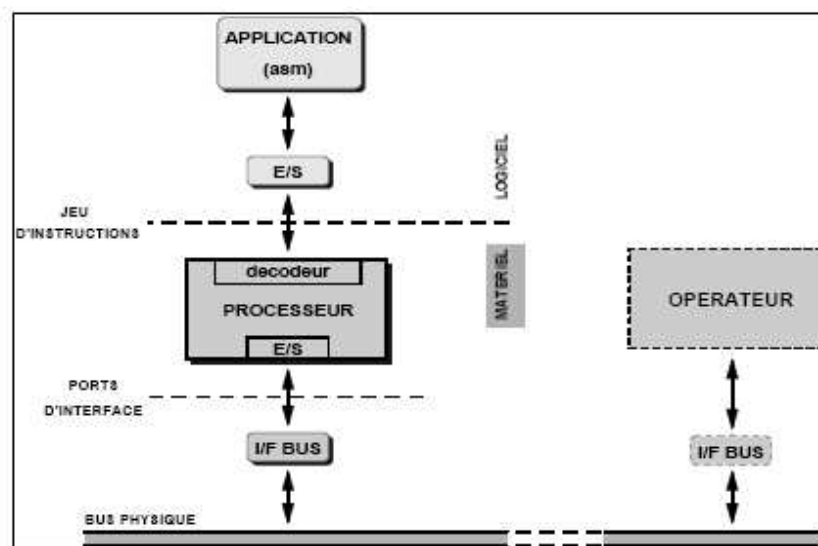 APPLICATION
(asm)
E/S
LOGICIEL
JEU
D'INSTRUCTIONS
decodeur
PROCESSEUR
E/S
MATERIEL
OPERATEUR
PORTS
D'INTERFACE
I/F BUS
I/F BUS
BUS PHYSIQUE